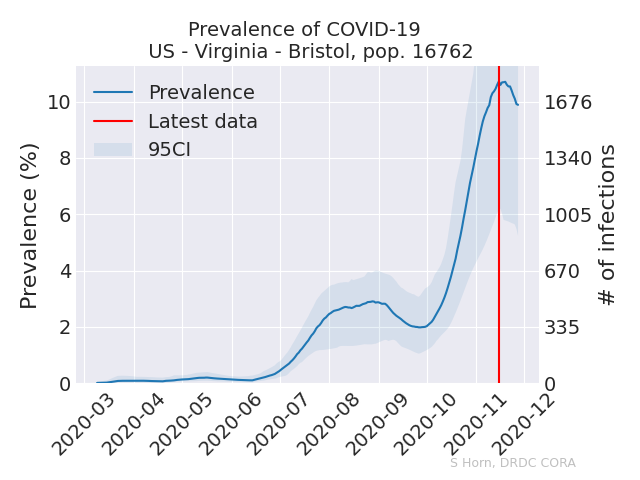 Prevalence of COVID-19
US - Virginia - Bristol, pop. 16762
Prevalence (%)
10
8
6
4
2
0
Prevalence
Latest data
95CI
1676
1340
1005
670
335
0
# of infections
2020-03
2020-04
2020-05
2020-06
2020-07
2020-08
2020-09
2020-10
2020-11
2020-12
S Horn, DRDC CORA